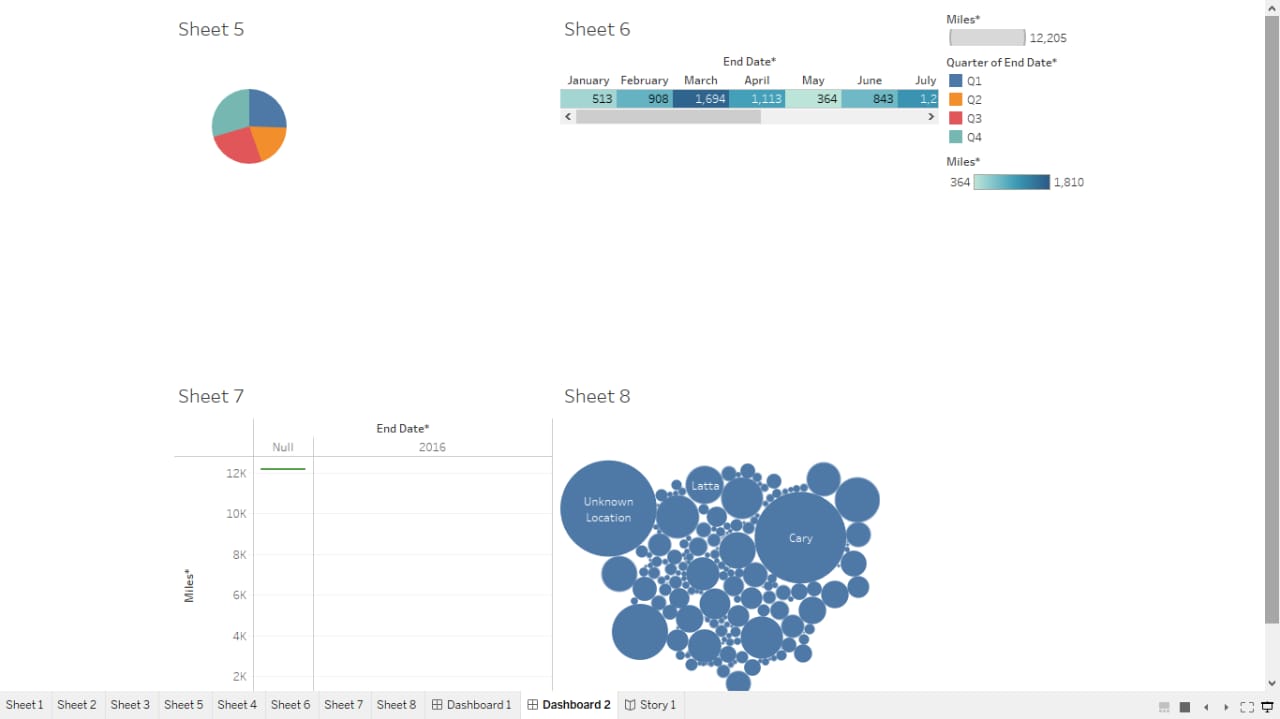 Sheet 5
Sheet 6
End Date*
January February March April May June July
513 908 1,694 1,113 364 843 1,2
Miles*
12,205
Quarter of End Date*
Q1
Q2
Q3
Q4
Miles*
364 1,810
Sheet 7
End Date*
Null 2016
12K
10K
8K
6K
4K
2K
Miles*
Sheet 8
Unknown
Location
Latta
Cary
Sheet 1 Sheet 2 Sheet 3 Sheet 5 Sheet 4 Sheet 6 Sheet 7 Sheet 8 Dashboard 1 Dashboard 2 Story 1